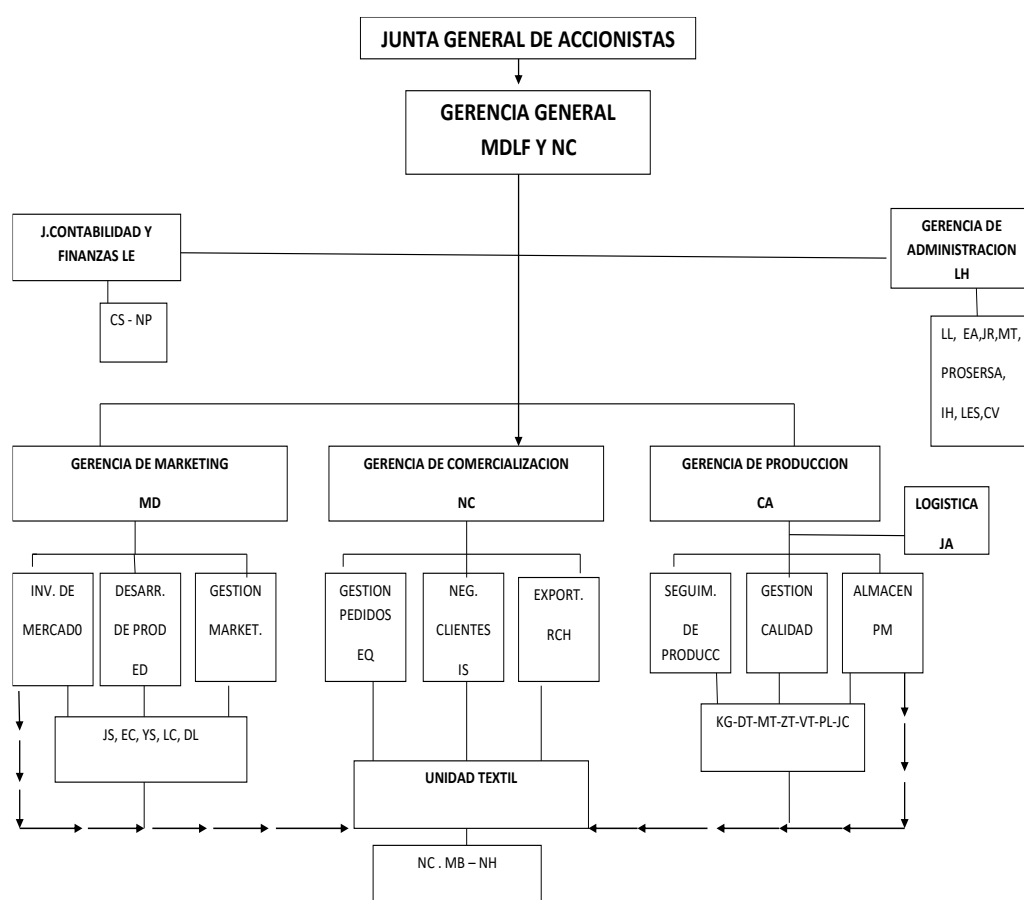 JUNTA GENERAL DE ACCIONISTAS
GERENCIA GENERAL
MDLF Y NC
J.CONTABILIDAD Y
FINANZAS LE
CS - NP
GERENCIA DE
ADMINISTRACION
LH
LL, EA,JR,MT,
PROSERSA,
IH, LES,CV
GERENCIA DE MARKETING
MD
GERENCIA DE COMERCIALIZACION
NC
GERENCIA DE PRODUCCION
CA
LOGISTICA
JA
INV. DE
MERCAD0
DESARR.
DE PROD
ED
GESTION
MARKET.
GESTION
PEDIDOS
EQ
NEG.
CLIENTES
IS
EXPORT.
RCH
SEGUIM.
DE
PRODUCC
GESTION
CALIDAD
ALMACEN
PM
JS, EC, YS, LC, DL
UNIDAD TEXTIL
KG-DT-MT-ZT-VT-PL-JC
NC . MB – NH